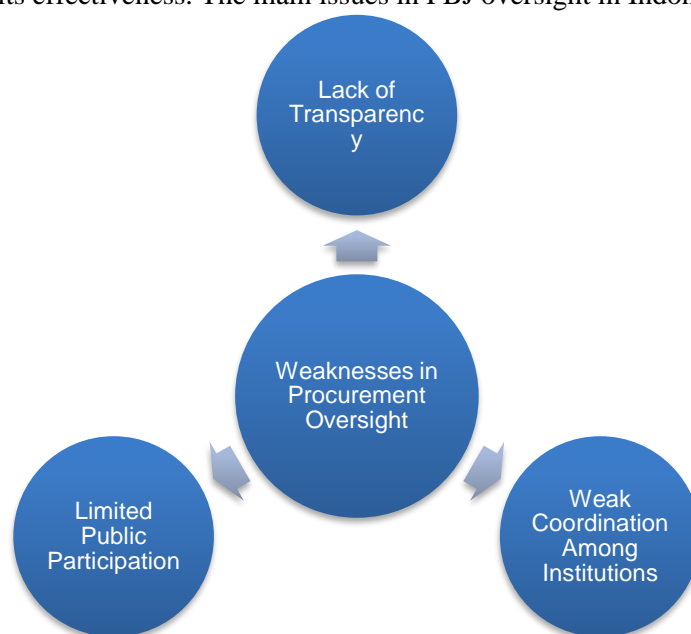 its effectiveness. The main issues in PBJ oversight in Indon
Lack of
Transparenc
y
Weaknesses in
Procurement
Oversight
Limited
Public
Participation
Weak
Coordination
Among
Institutions